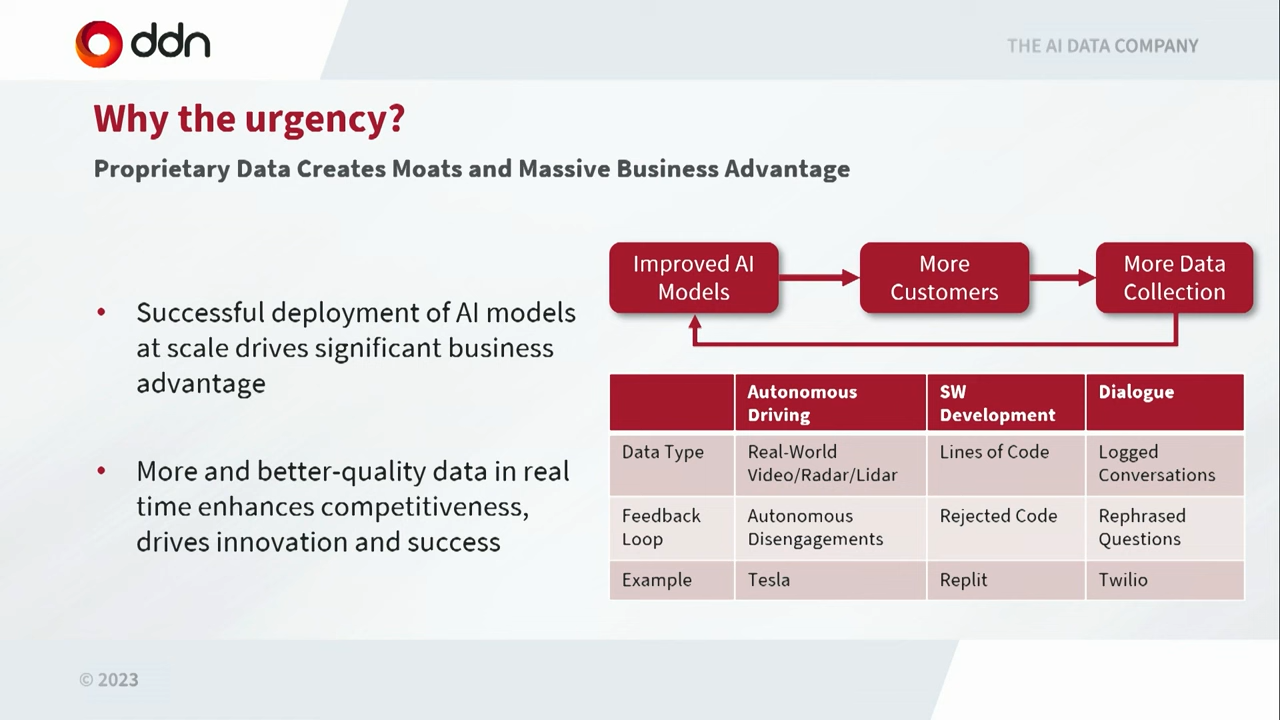 ddn
THE AI DATA COMPANY
Why the urgency?
Proprietary Data Creates Moats and Massive Business Advantage
• Successful deployment of AI models
at scale drives significant business
advantage
• More and better-quality data in real
time enhances competitiveness,
drives innovation and success
Improved AI
Models
More
Customers
More Data
Collection
Autonomous
Driving
SW
Development
Dialogue
Data Type
Real-World
Video/Radar/Lidar
Lines of Code
Logged
Conversations
Feedback
Loop
Autonomous
Disengagements
Rejected Code
Rephrased
Questions
Example
Tesla
Replit
Twilio
© 2023